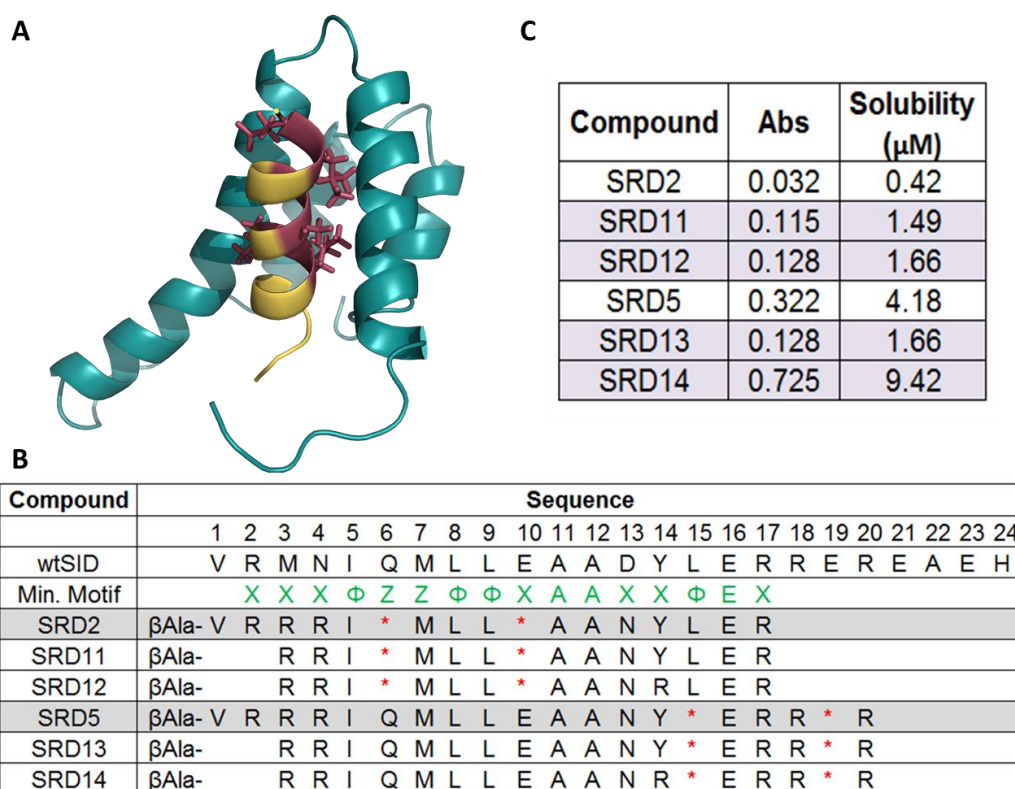 A
C
Compound Abs Solubility (μM)
SRD2 0.032 0.42
SRD11 0.115 1.49
SRD12 0.128 1.66
SRD5 0.322 4.18
SRD13 0.128 1.66
SRD14 0.725 9.42
B
Compound Sequence
1 2 3 4 5 6 7 8 9 10 11 12 13 14 15 16 17 18 19 20 21 22 23 24
wtSID V R M N I Q M L L E A A D Y L E R R E R E A E H
Min. Motif X X X Φ Z Z Φ Φ X A A X X Φ E X
SRD2 βAla- V R R R I * M L L * A A N Y L E R
SRD11 βAla- R R I * M L L * A A N Y L E R
SRD12 βAla- R R I * M L L * A A N R L E R
SRD5 βAla- V R R R I Q M L L E A A N Y * E R R * R
SRD13 βAla- R R I Q M L L E A A N Y * E R R * R
SRD14 βAla- R R I Q M L L E A A N R * E R R * R